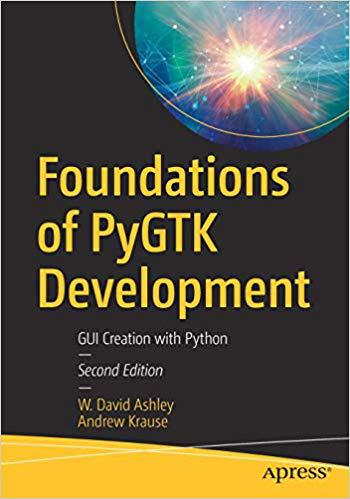 Foundations
of PyGTK
Development
GUI Creation with Python
—
Second Edition
—
W. David Ashley
Andrew Krause
Apress®